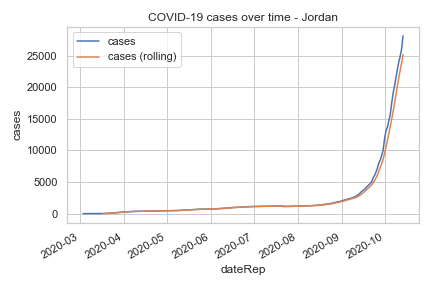 COVID-19 cases over time - Jordan
cases
cases (rolling)
25000
20000
15000
10000
5000
0
cases
2020-03
2020-04
2020-05
2020-06
2020-07
2020-08
2020-09
2020-10
dateRep